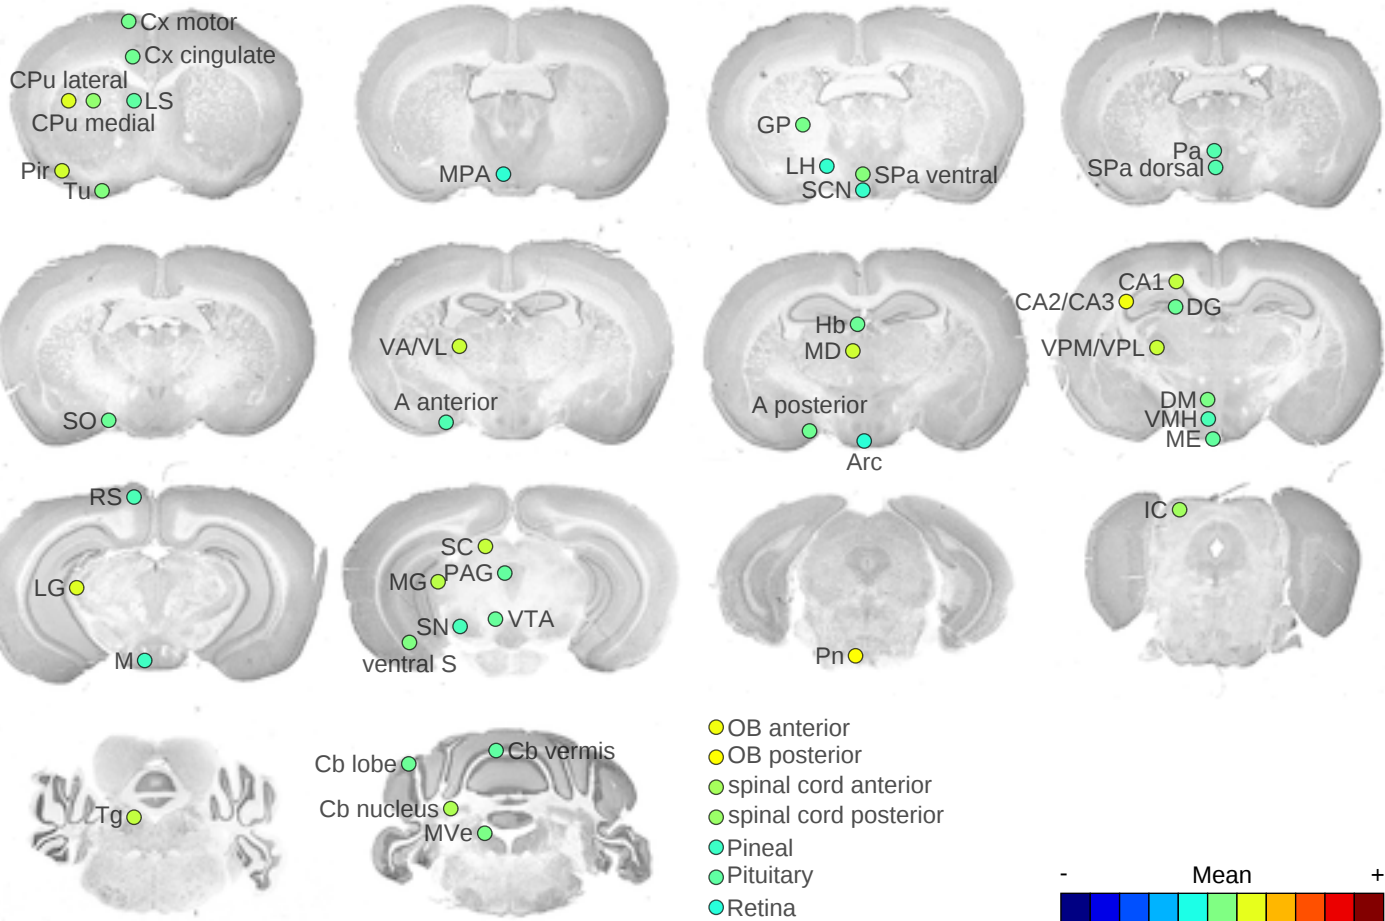 Cx motor
Cx cingulate
CPu lateral
LS
CPu medial
Pir
Tu
MPA
GP
LH
SPa ventral
SCN
Pa
SPa dorsal
SO
VA/VL
A anterior
Hb
MD
A posterior
Arc
CA1
CA2/CA3
DG
VPM/VPL
DM
VMH
ME
RS
LG
M
SC
MG
PAG
SN
VTA
ventral S
Pn
IC
Tg
Cb lobe
Cb vermis
Cb nucleus
MVe
OB anterior
OB posterior
spinal cord anterior
spinal cord posterior
Pineal
Pituitary
Retina
- Mean +